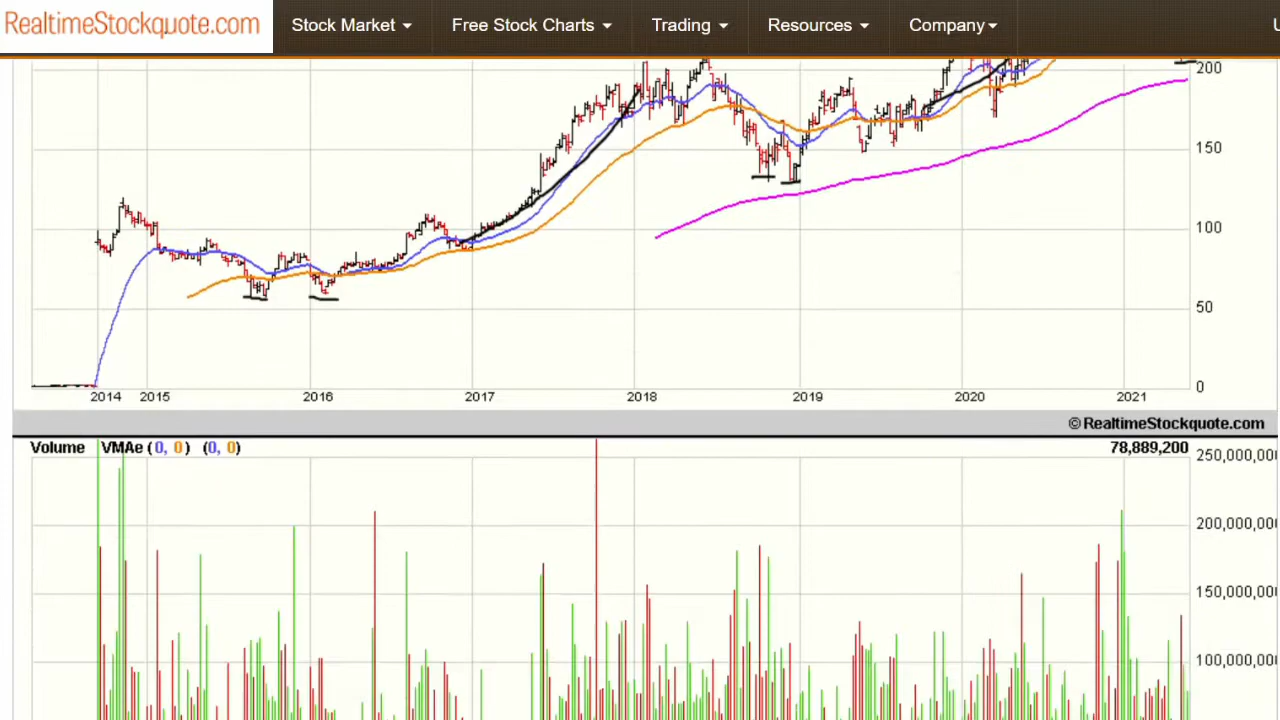 RealtimeStockquote.com Stock Market Free Stock Charts Trading Resources Company U
200
150
100
50
0
2014 2015 2016 2017 2018 2019 2020 2021
© RealtimeStockquote.com
Volume VMAe (0, 0) (0, 0) 78,889,200
250,000,00
200,000,00
150,000,00
100,000,00